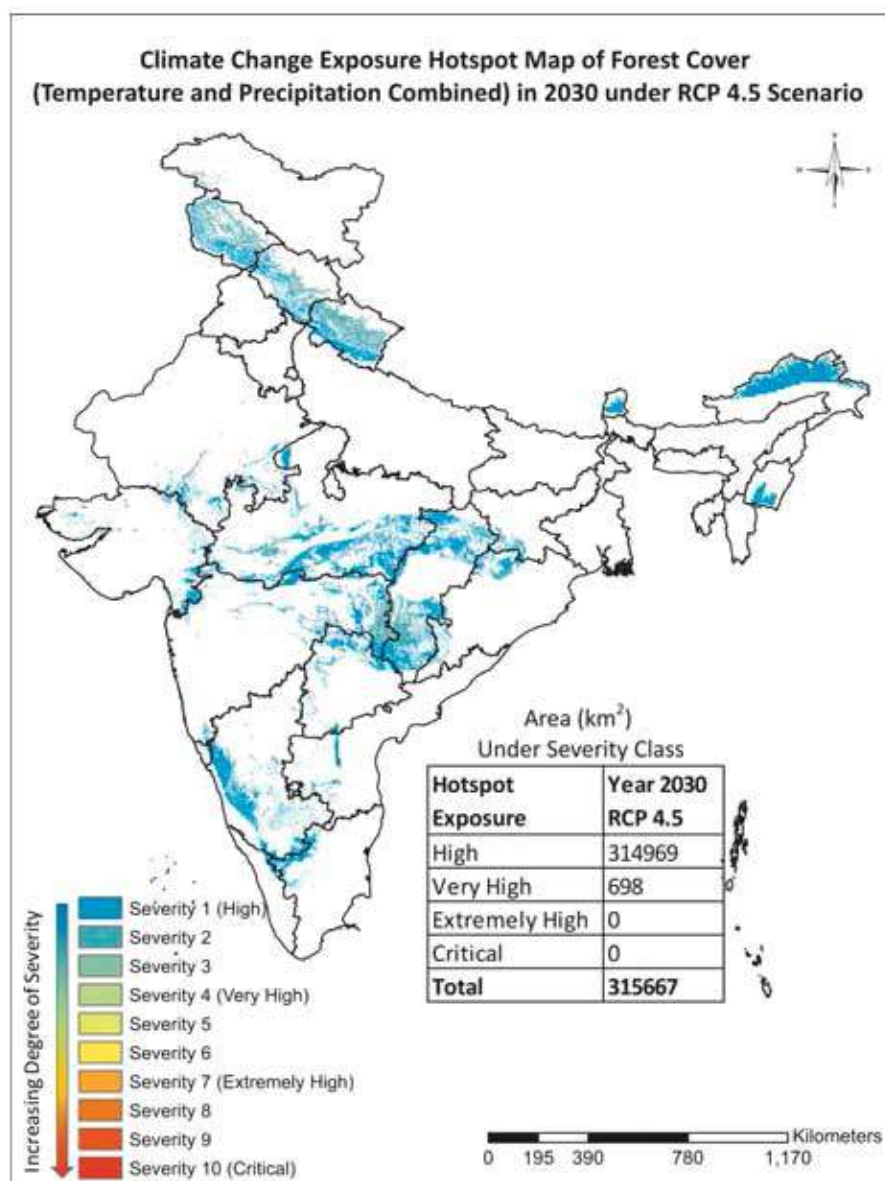 Climate Change Exposure Hotspot Map of Forest Cover
(Temperature and Precipitation Combined) in 2030 under RCP 4.5 Scenario
Area (km²)
Under Severity Class
Hotspot Exposure Year 2030 RCP 4.5
High 314969
Very High 698
Extremely High 0
Critical 0
Total 315667
Increasing Degree of Severity
Severity 1 (High)
Severity 2
Severity 3
Severity 4 (Very High)
Severity 5
Severity 6
Severity 7 (Extremely High)
Severity 8
Severity 9
Severity 10 (Critical)
Kilometers
0 195 390 780 1,170